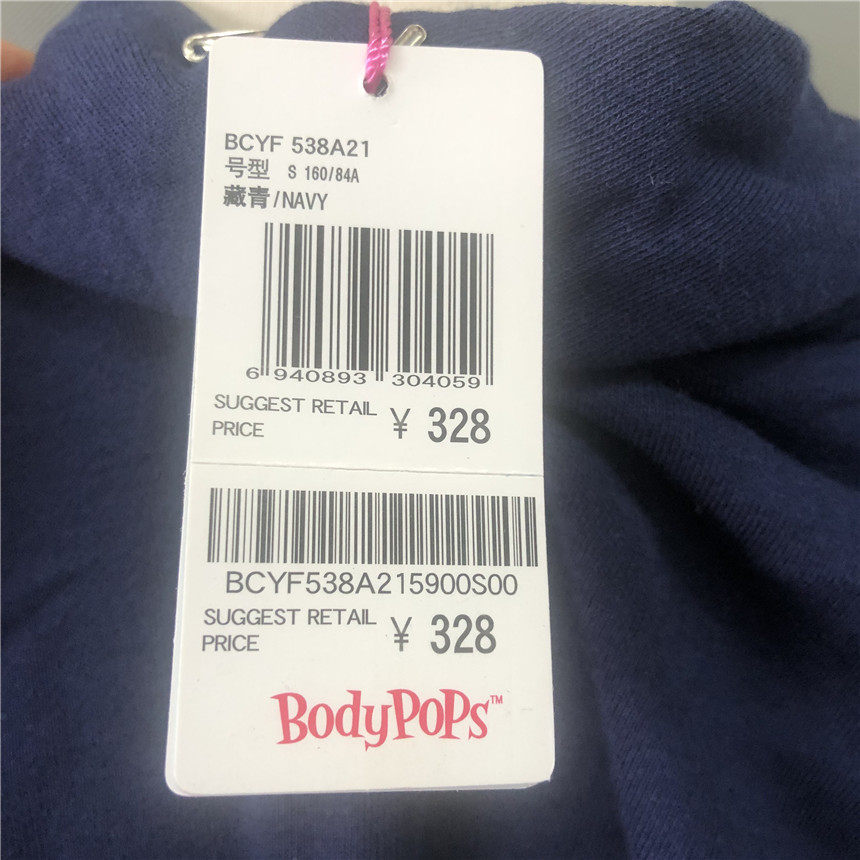 BCYF 538A21
号型 S 160/84A
藏青/NAVY
6 940893 304059
SUGGEST RETAIL PRICE ¥ 328
BCYF538A215900S00
SUGGEST RETAIL PRICE ¥ 328
BodyPoPs™